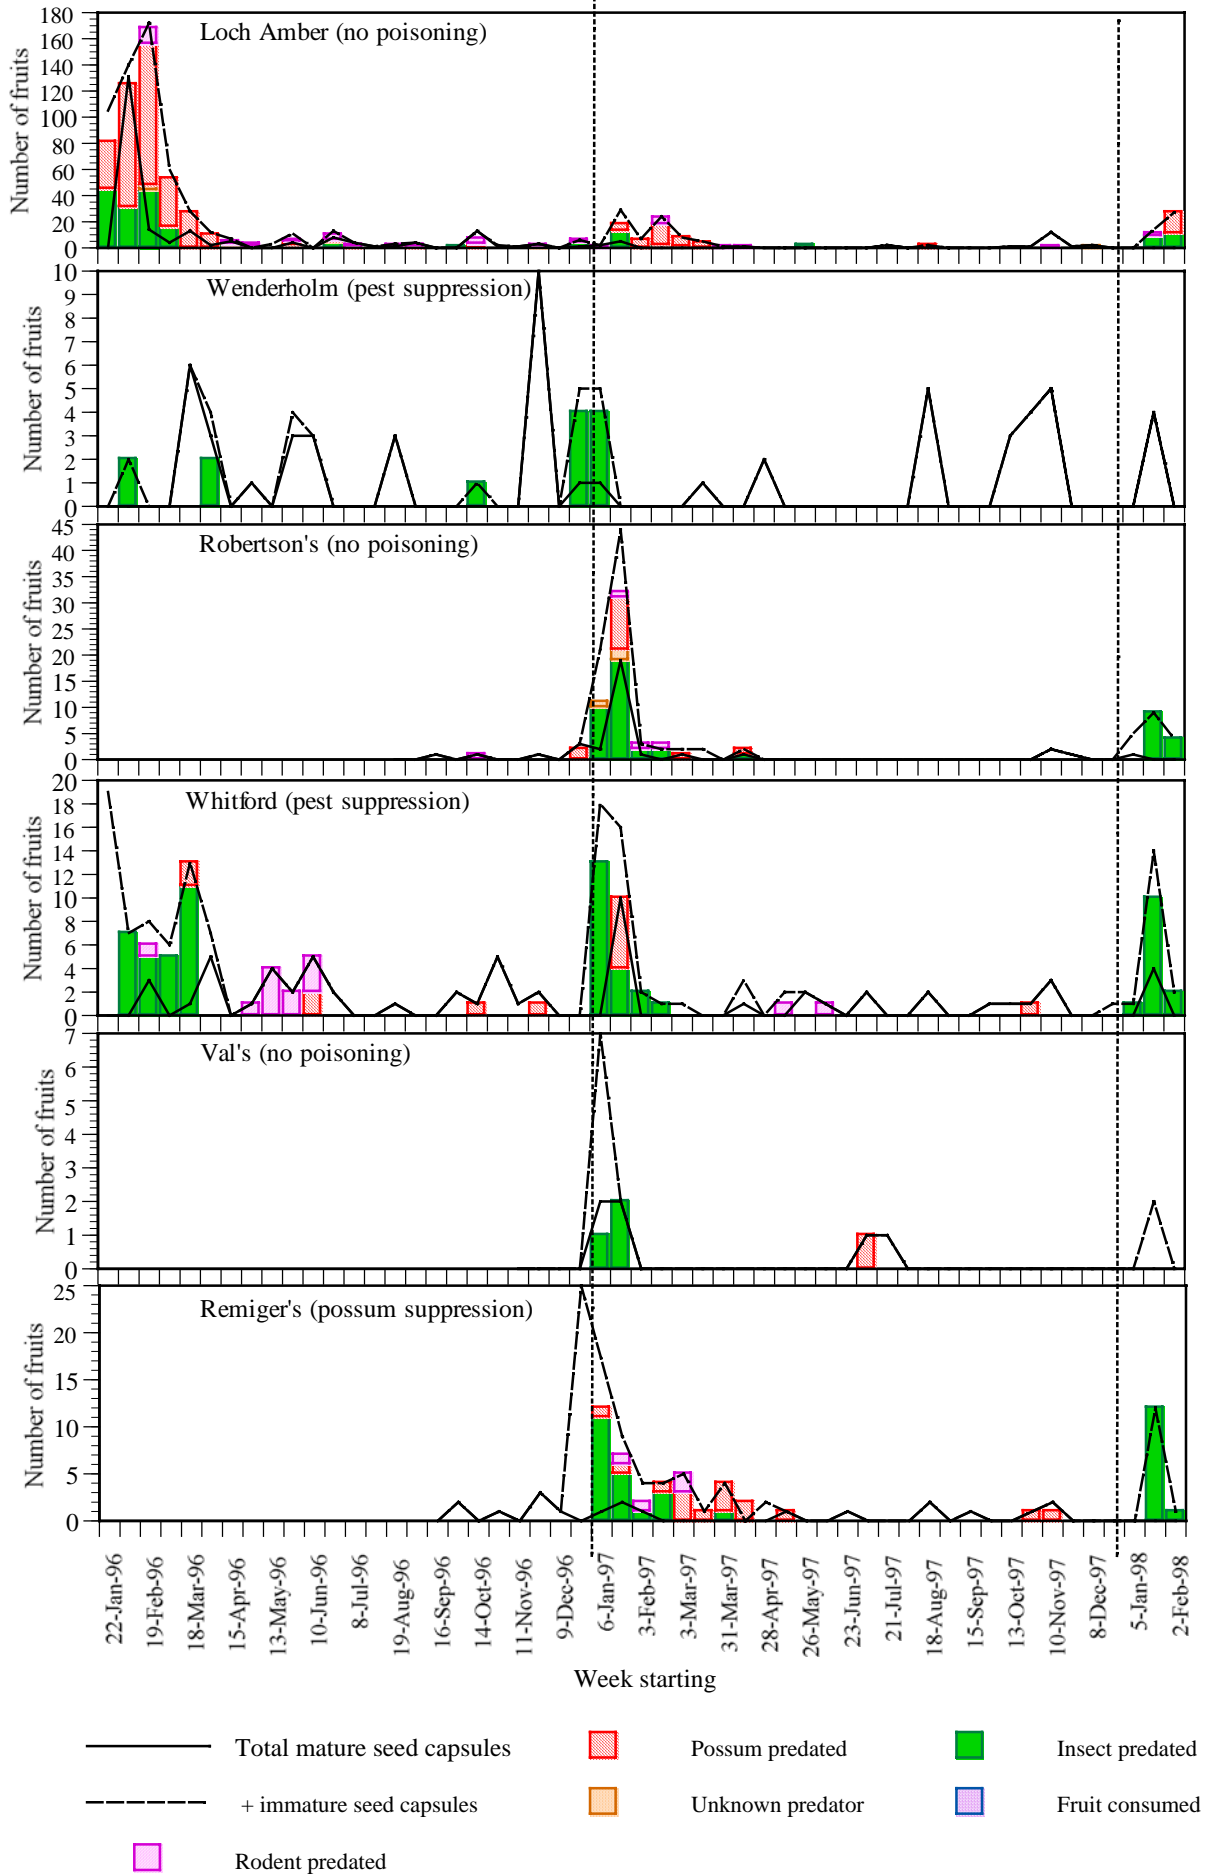 Loch Amber (no poisoning)
Number of fruits
180
160
140
120
100
80
60
40
20
0
Wenderholm (pest suppression)
Number of fruits
10
9
8
7
6
5
4
3
2
1
0
Robertson's (no poisoning)
Number of fruits
45
40
35
30
25
20
15
10
5
0
Whitford (pest suppression)
Number of fruits
20
18
16
14
12
10
8
6
4
2
0
Val's (no poisoning)
Number of fruits
7
6
5
4
3
2
1
0
Remiger's (possum suppression)
Number of fruits
25
20
15
10
5
0
22-Jan-96
19-Feb-96
18-Mar-96
15-Apr-96
13-May-96
10-Jun-96
8-Jul-96
19-Aug-96
16-Sep-96
14-Oct-96
11-Nov-96
9-Dec-96
6-Jan-97
3-Feb-97
3-Mar-97
31-Mar-97
28-Apr-97
26-May-97
23-Jun-97
21-Jul-97
18-Aug-97
15-Sep-97
13-Oct-97
10-Nov-97
8-Dec-97
5-Jan-98
2-Feb-98
Week starting
Total mature seed capsules
Possum predated
Insect predated
+ immature seed capsules
Unknown predator
Fruit consumed
Rodent predated